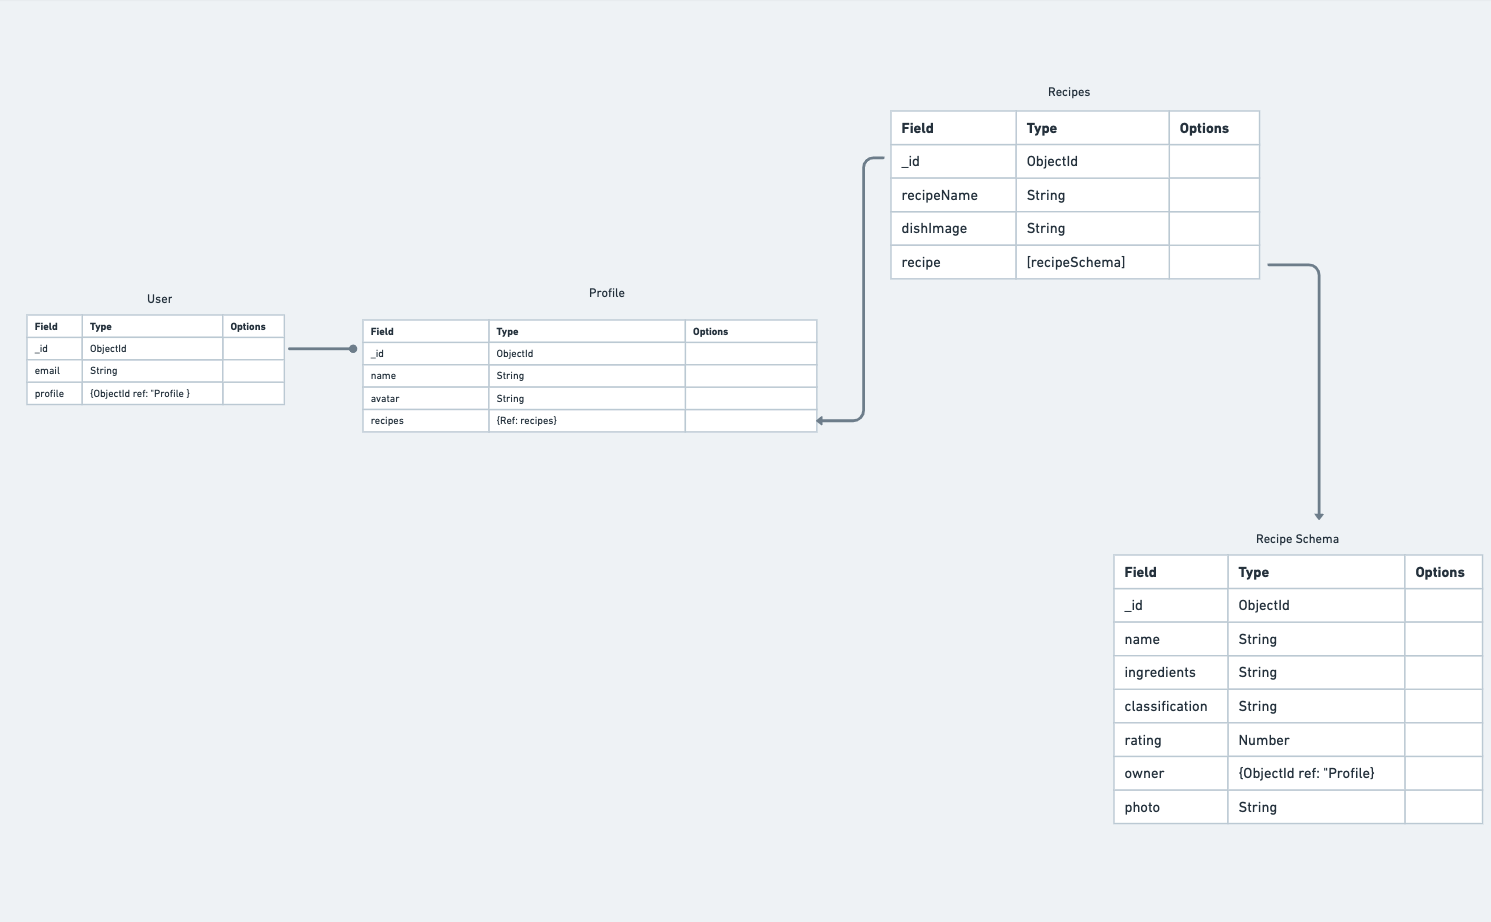 User
Field Type Options
_id ObjectId
email String
profile {ObjectId ref: "Profile }
Profile
Field Type Options
_id ObjectId
name String
avatar String
recipes {Ref: recipes}
Recipes
Field Type Options
_id ObjectId
recipeName String
dishImage String
recipe [recipeSchema]
Recipe Schema
Field Type Options
_id ObjectId
name String
ingredients String
classification String
rating Number
owner {ObjectId ref: "Profile}
photo String